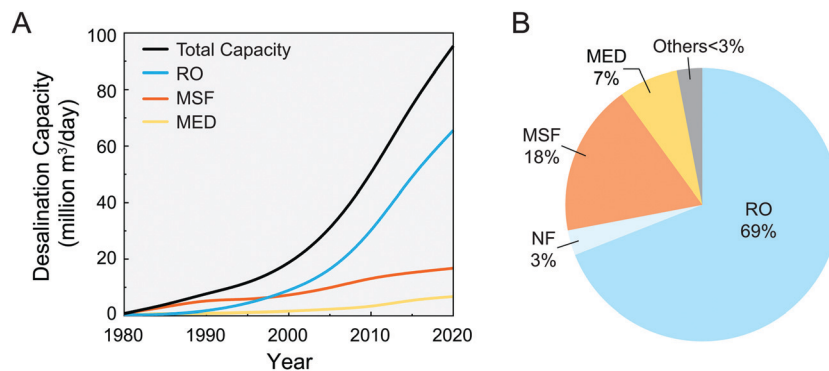 A
Desalination Capacity
(million m³/day)
100
80
60
40
20
0
Total Capacity
RO
MSF
MED
1980
1990
2000
2010
2020
Year
B
Others<3%
MED
7%
MSF
18%
NF
3%
RO
69%